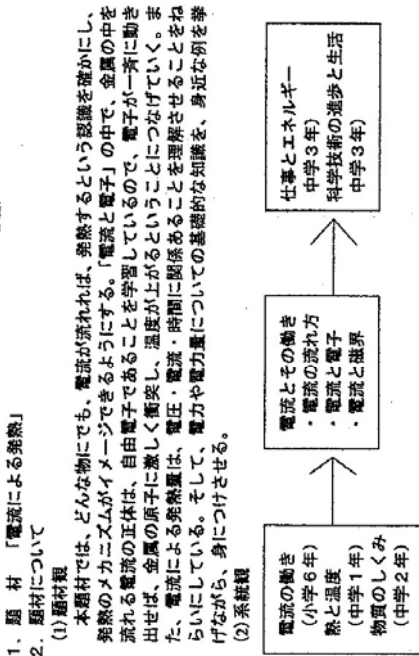 1．題　材　「電流による発熱」
2．題材について
(1) 題材観
本題材では、どんな物にでも、電流が流れれば、発熱するという認識を確かにし、
発熱のメカニズムがイメージできるようにする。「電流と電子」の中で、金属の中を
流れる電流の正体は、自由電子であることを学習しているので、電子が一斉に動き
出せば、金属の原子に激しく衝突し、温度が上がるということにつなげていく。ま
た、電流による発熱量は、電圧・電流・時間に関係あることを理解させることをね
らいにしている。そして、電力や電力量についての基礎的な知識を、身近な例を挙
げながら、身につけさせる。
(2) 系統観
電流の働き
(小学6年)
熱と温度
(中学1年)
物質のしくみ
(中学2年)
電流とその働き
・電流の流れ方
・電流と電子
・電流と磁界
仕事とエネルギー
中学3年)
科学技術の進歩と生活
中学3年)